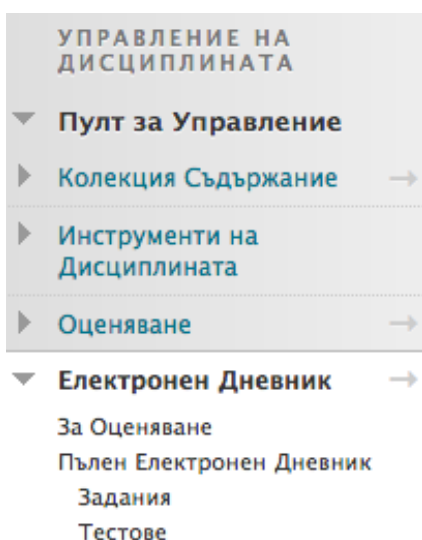 УПРАВЛЕНИЕ НА
ДИСЦИПЛИНАТА
Пулт за Управление
Колекция Съдържание
Инструменти на
Дисциплината
Оценяване
Електронен Дневник
За Оценяване
Пълен Електронен Дневник
Задания
Тестове